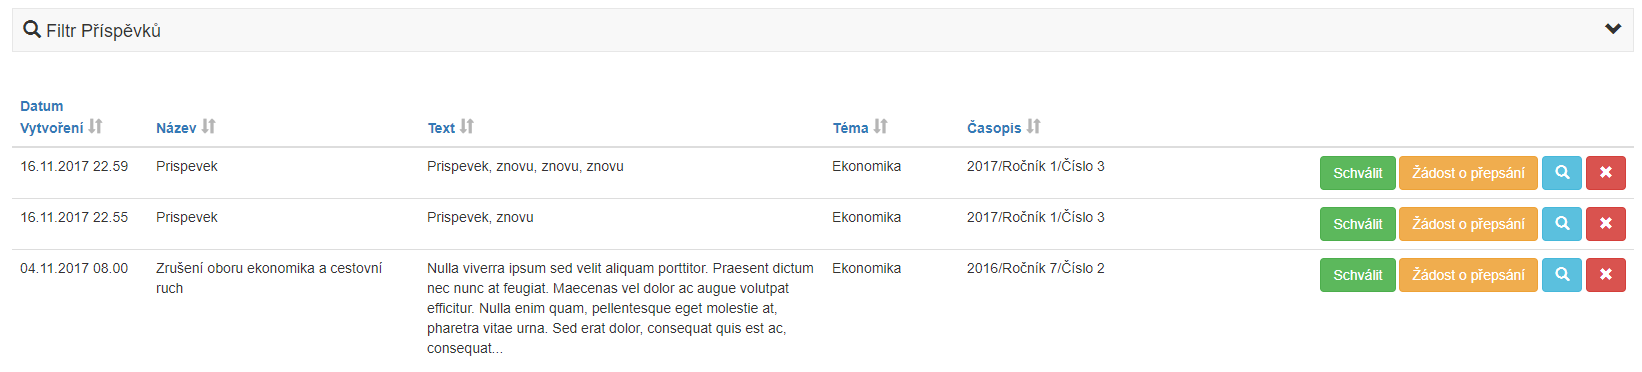 Filtr Příspěvků
Datum
Vytvoření Název Text Téma Časopis
16.11.2017 22.59 Prispevek Prispevek, znovu, znovu, znovu Ekonomika 2017/Ročník 1/Číslo 3 Schválit Žádost o přepsání
16.11.2017 22.55 Prispevek Prispevek, znovu Ekonomika 2017/Ročník 1/Číslo 3 Schválit Žádost o přepsání
04.11.2017 08.00 Zrušení oboru ekonomika a cestovní Nulla viverra ipsum sed velit aliquam porttitor. Praesent dictum Ekonomika 2016/Ročník 7/Číslo 2 Schválit Žádost o přepsání
ruch nec nunc at feugiat. Maecenas vel dolor ac augue volutpat
efficitur. Nulla enim quam, pellentesque eget molestie at,
pharetra vitae urna. Sed erat dolor, consequat quis est ac,
consequat...